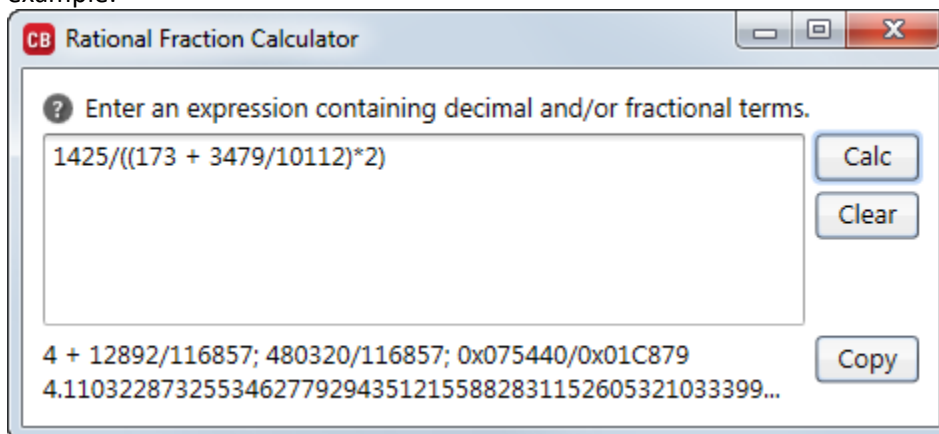 example:
CB Rational Fraction Calculator
? Enter an expression containing decimal and/or fractional terms.
1425/((173 + 3479/10112)*2)
Calc
Clear
4 + 12892/116857; 480320/116857; 0x075440/0x01C879
4.11032287325534627792943512155882831152605321033399...
Copy